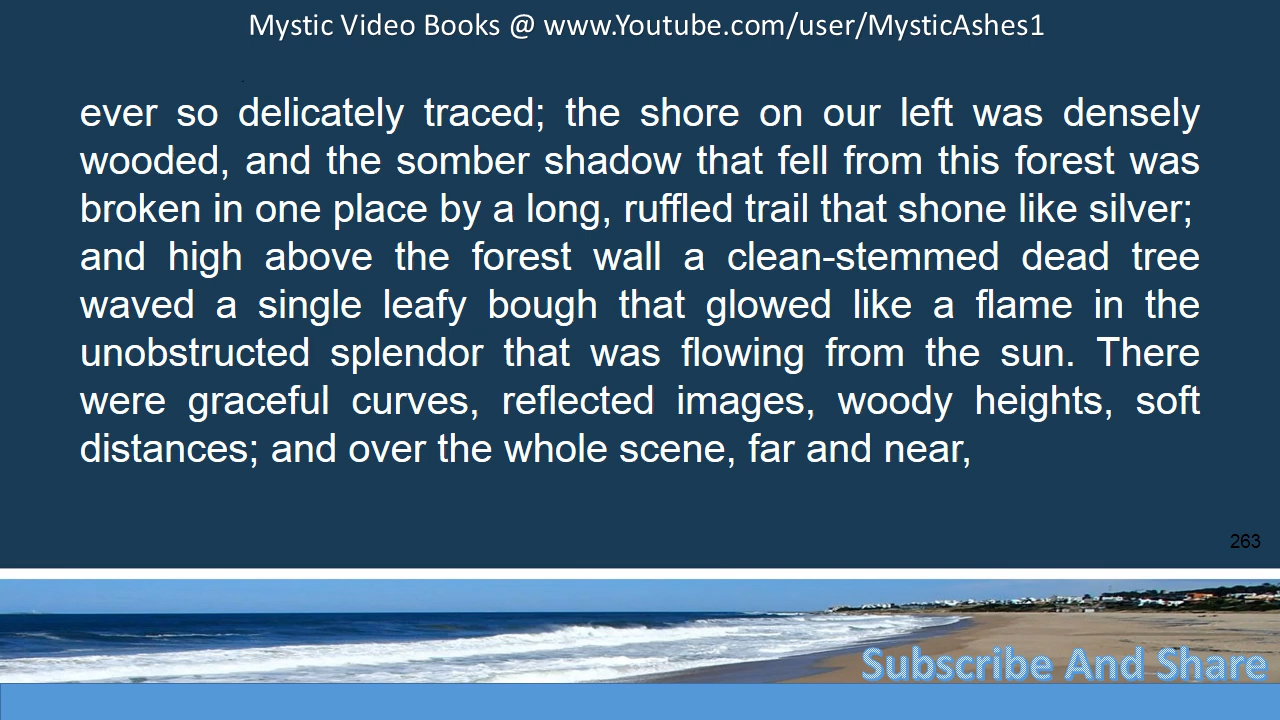 Mystic Video Books @ www.Youtube.com/user/MysticAshes1
ever so delicately traced; the shore on our left was densely
wooded, and the somber shadow that fell from this forest was
broken in one place by a long, ruffled trail that shone like silver;
and high above the forest wall a clean-stemmed dead tree
waved a single leafy bough that glowed like a flame in the
unobstructed splendor that was flowing from the sun. There
were graceful curves, reflected images, woody heights, soft
distances; and over the whole scene, far and near,
263
Subscribe And Share